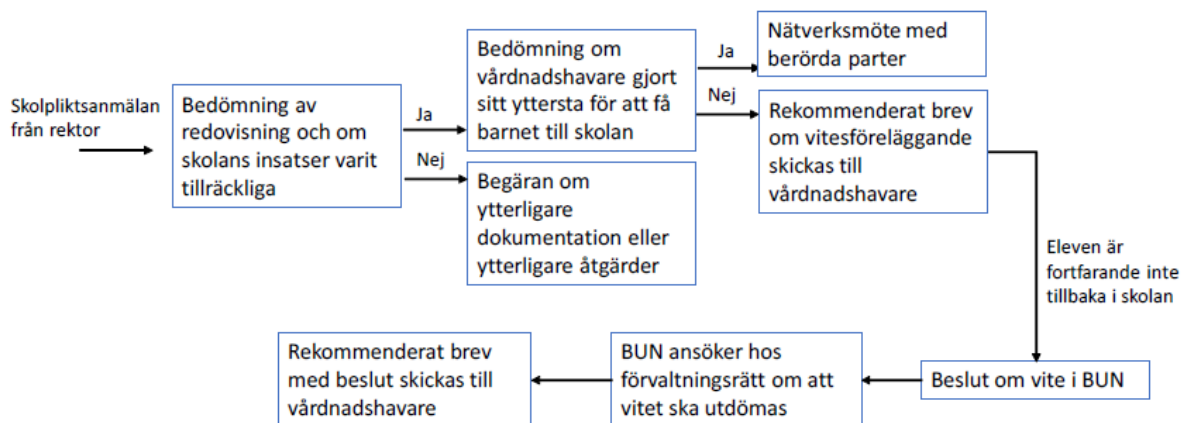 Skolpliktsanmälan
från rektor
Bedömning av
redovisning och om
skolans insatser varit
tillräckliga
Ja
Nej
Bedömning om
vårdnadshavare gjort
sitt yttersta för att få
barnet till skolan
Begäran om
ytterligare
dokumentation eller
ytterligare åtgärder
Ja
Nej
Nätverksmöte med
berörda parter
Rekommenderat brev
om vitesföreläggande
skickas till
vårdnadshavare
Eleven är
fortfarande inte
tillbaka i skolan
Beslut om vite i BUN
BUN ansöker hos
förvaltningsrätt om att
vitet ska utdömas
Rekommenderat brev
med beslut skickas till
vårdnadshavare